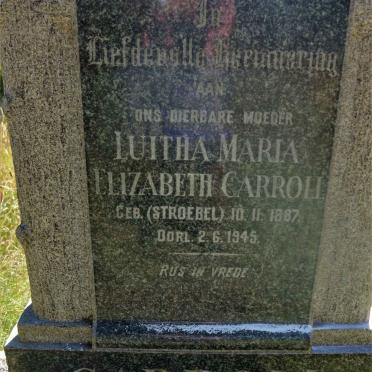 In
Liefdevolle Herinnering
AAN
ONS DIERBARE MOEDER
LUITHA MARIA
ELIZABETH CARROLL
GEB. (STROEBEL) 10. 11. 1887.
OORL. 2. 6. 1945.
RUS IN VREDE